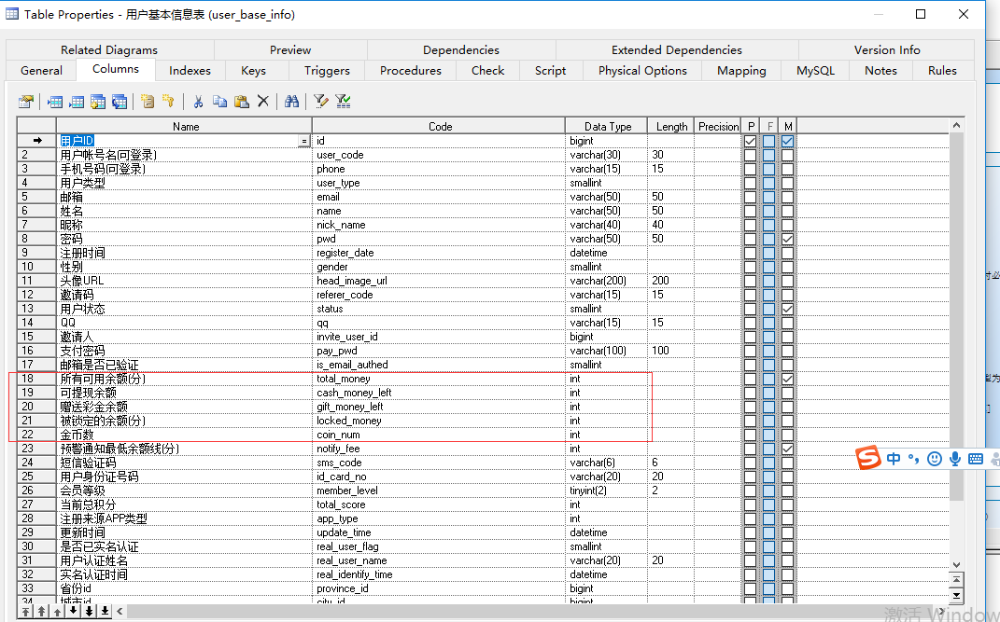 Table Properties - 用户基本信息表 (user_base_info)
Related Diagrams Preview Dependencies Extended Dependencies Version Info
General Columns Indexes Keys Triggers Procedures Check Script Physical Options Mapping MySQL Notes Rules
Name Code Data Type Length Precision P F M
用户ID = id bigint
2 用户帐号名(可登录) user_code varchar(30) 30
3 手机号码(可登录) phone varchar(15) 15
4 用户类型 user_type smallint
5 邮箱 email varchar(50) 50
6 姓名 name varchar(50) 50
7 昵称 nick_name varchar(40) 40
8 密码 pwd varchar(50) 50
9 注册时间 register_date datetime
10 性别 gender smallint
11 头像URL head_image_url varchar(200) 200
12 邀请码 referer_code varchar(15) 15
13 用户状态 status smallint
14 QQ qq varchar(15) 15
15 邀请人 invite_user_id bigint
16 支付密码 pay_pwd varchar(100) 100
17 邮箱是否已验证 is_email_authed smallint
18 所有可用余额(分) total_money int
19 可提现余额 cash_money_left int
20 赠送彩金余额 gift_money_left int
21 被锁定的余额(分) locked_money int
22 金币数 coin_num int
23 预警通知最低余额线(分) notify_fee int
24 短信验证码 sms_code varchar(6) 6
25 用户身份证号码 id_card_no varchar(20) 20
26 会员等级 member_level tinyint(2) 2
27 当前总积分 total_score int
28 注册来源APP类型 app_type int
29 更新时间 update_time datetime
30 是否已实名认证 real_user_flag smallint
31 用户认证姓名 real_user_name varchar(20) 20
32 实名认证时间 real_identify_time datetime
33 省份id province_id bigint
34 城市id city_id bigint
中
激活 Window